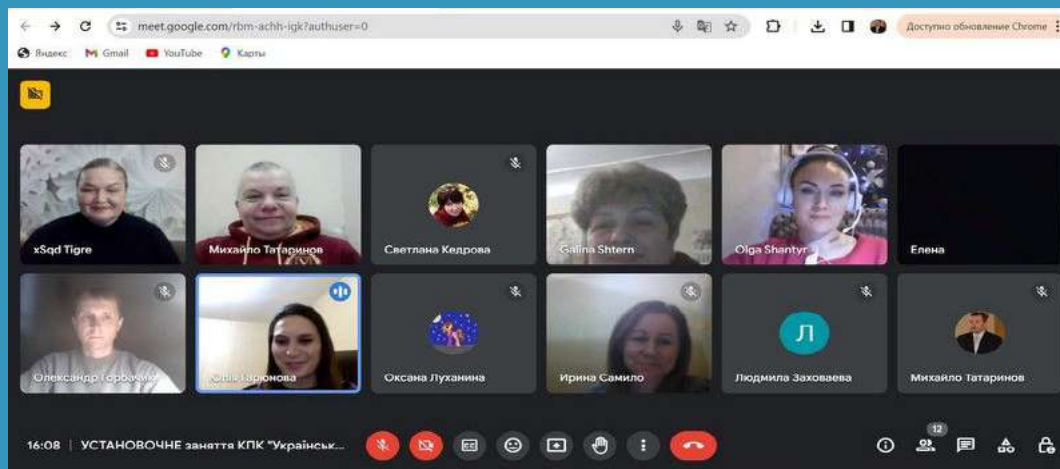 meet.google.com/rbm-achh-igk?authuser=0
Доступно обновление Chrome
Яндекс Gmail YouTube Карты
xSqd Tigre
Михайло Татаринов
Светлана Кедрова
Galina Shtern
Olga Shantyr
Елена
Олександр Горбачик
Юлія
Оксана Луханина
Ирина Самило
Л
Людмила Заховаева
Михайло Татаринов
16:08 | УСТАНОВОЧНЕ заняття КПК "Українськ...
12